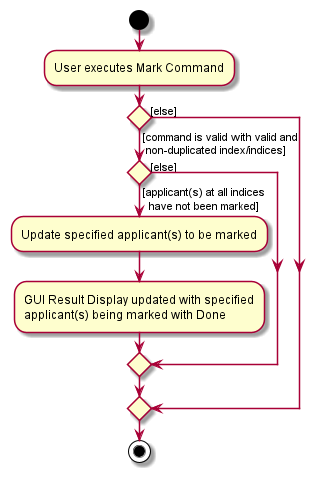 User executes Mark Command
[else]
[command is valid with valid and
non-duplicated index/indices]
[else]
[applicant(s) at all indices
have not been marked]
Update specified applicant(s) to be marked
GUI Result Display updated with specified
applicant(s) being marked with Done